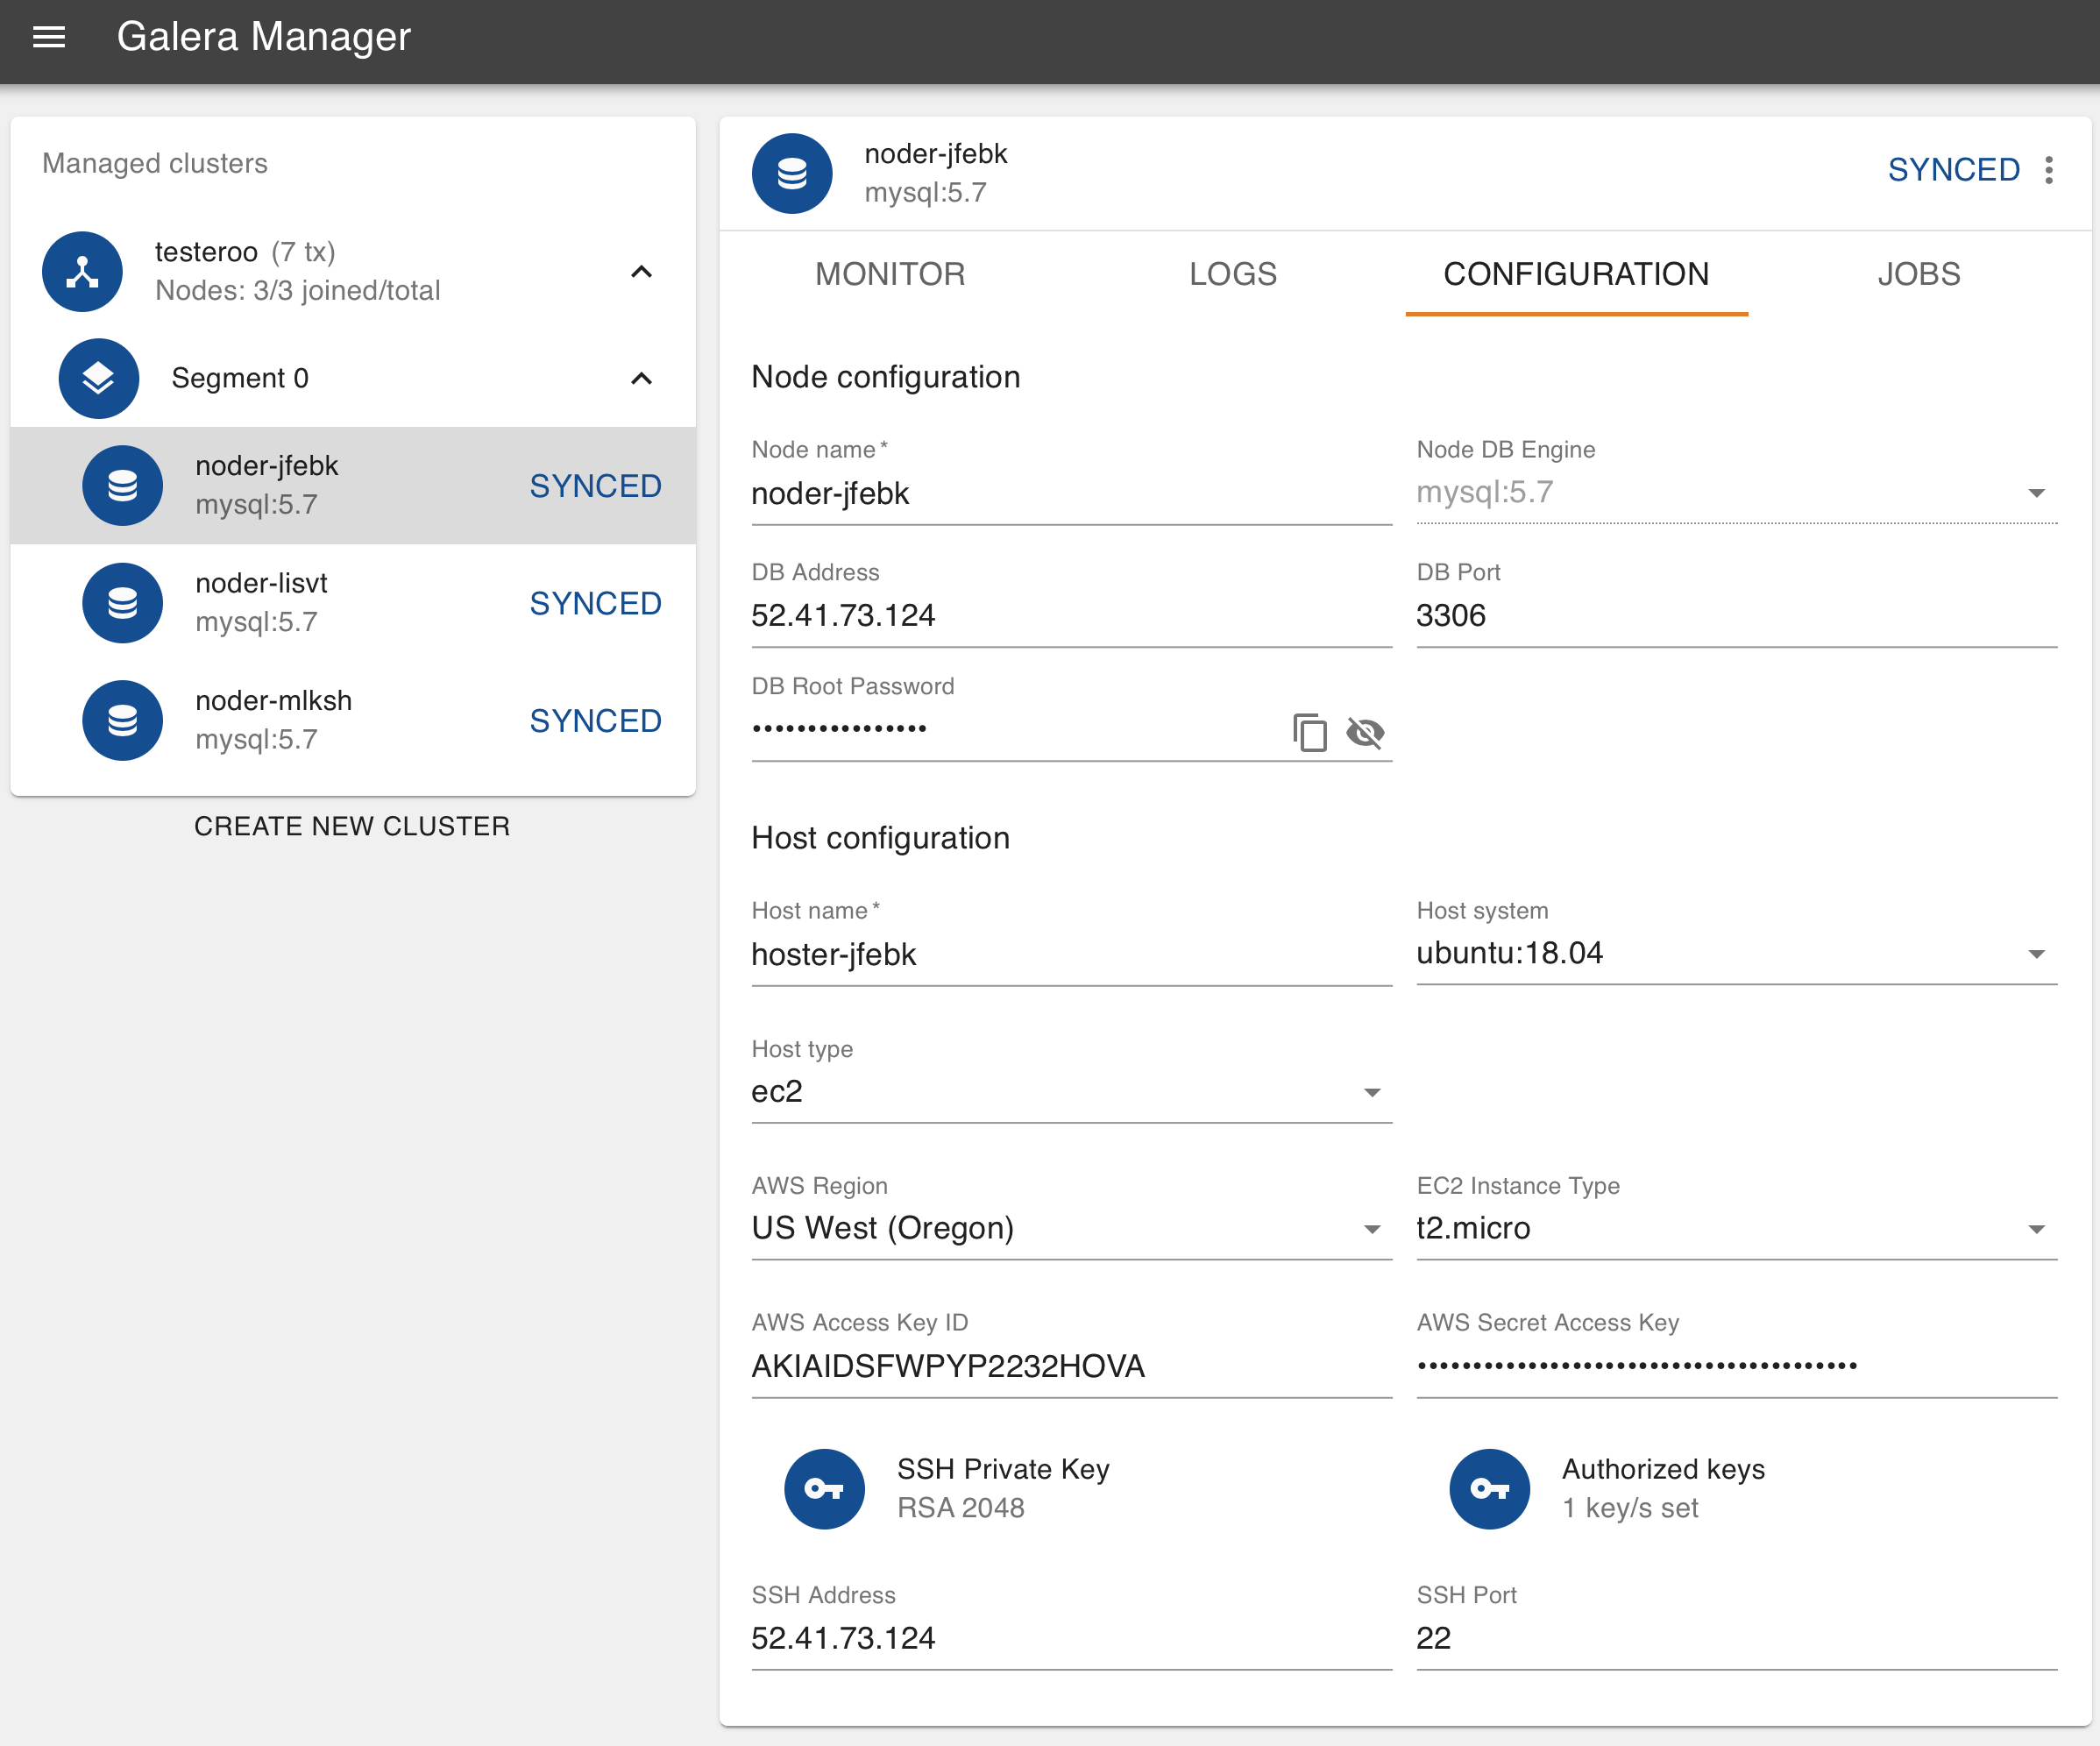 Galera Manager
Managed clusters
testeroo (7 tx)
Nodes: 3/3 joined/total
Segment 0
noder-jfebk
mysql:5.7
SYNCED
noder-lisvt
mysql:5.7
SYNCED
noder-mlksh
mysql:5.7
SYNCED
CREATE NEW CLUSTER
noder-jfebk
mysql:5.7
SYNCED
MONITOR LOGS CONFIGURATION JOBS
Node configuration
Node name*
noder-jfebk
Node DB Engine
mysql:5.7
DB Address
52.41.73.124
DB Port
3306
DB Root Password
•••••••••••••••
Host configuration
Host name*
hoster-jfebk
Host system
ubuntu:18.04
Host type
ec2
AWS Region
US West (Oregon)
EC2 Instance Type
t2.micro
AWS Access Key ID
AKIAIDSFWPYP2232HOVA
AWS Secret Access Key
••••••••••••••••••••••••••••••••••••••••
SSH Private Key
RSA 2048
Authorized keys
1 key/s set
SSH Address
52.41.73.124
SSH Port
22